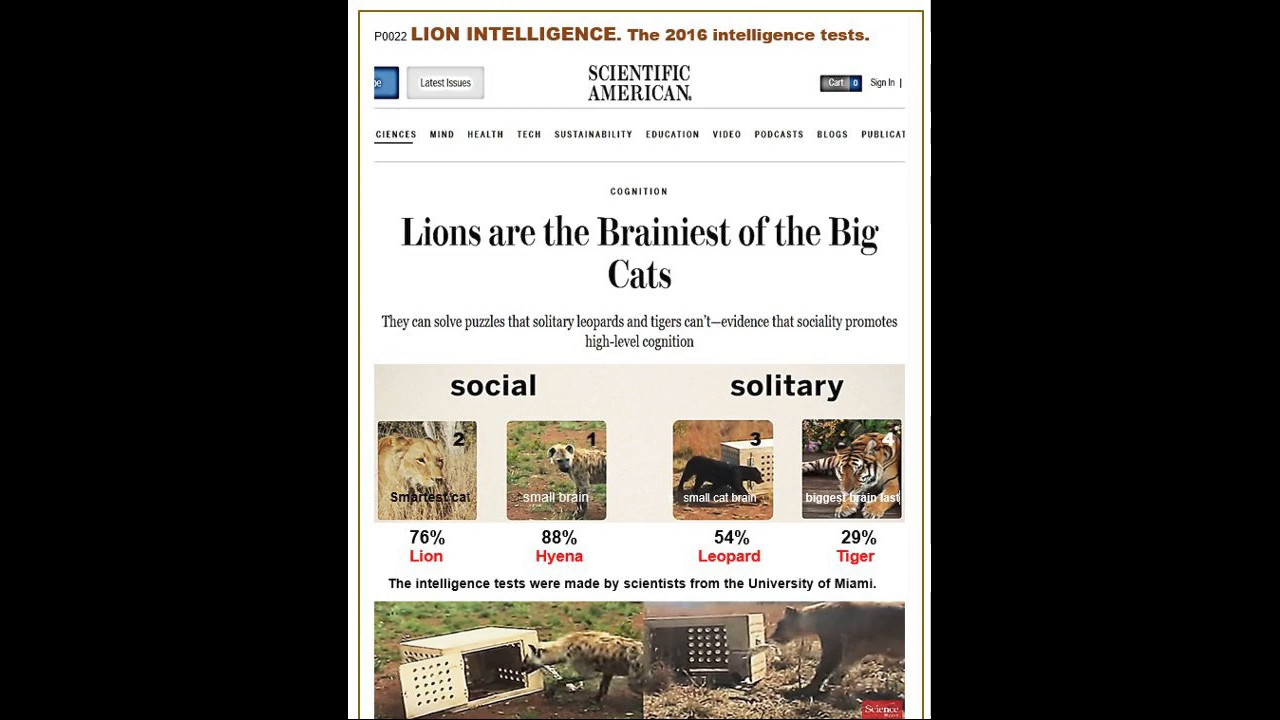 P0022 LION INTELLIGENCE. The 2016 intelligence tests.
Latest Issues
SCIENTIFIC
AMERICAN®
Cart 0 Sign In |
CIENCES MIND HEALTH TECH SUSTAINABILITY EDUCATION VIDEO PODCASTS BLOGS PUBLICAT
COGNITION
Lions are the Brainiest of the Big
Cats
They can solve puzzles that solitary leopards and tigers can't—evidence that sociality promotes
high-level cognition
social solitary
2 1 3 4
Smartest cat small brain small cat brain biggest brain last
76% 88% 54% 29%
Lion Hyena Leopard Tiger
The intelligence tests were made by scientists from the University of Miami.
Science